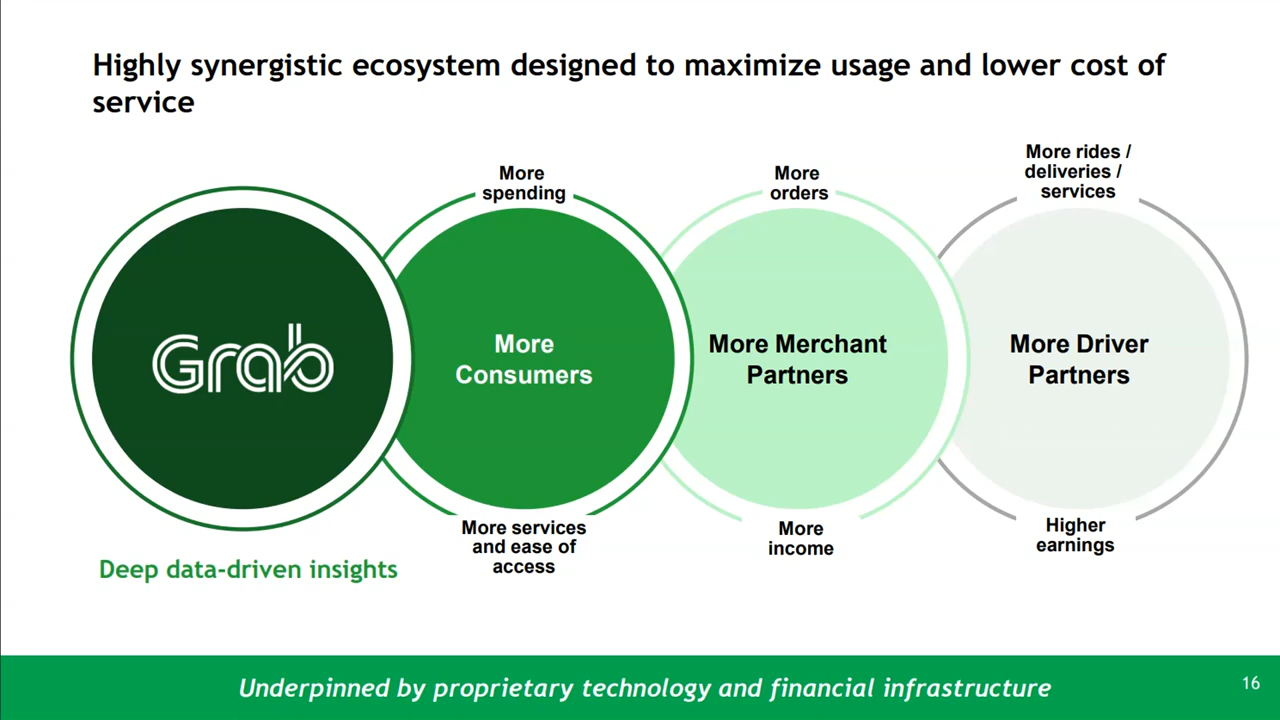 Highly synergistic ecosystem designed to maximize usage and lower cost of
service
More
spending
More
orders
More rides /
deliveries /
services
Grab
More
Consumers
More Merchant
Partners
More Driver
Partners
More services
and ease of
access
More
income
Higher
earnings
Deep data-driven insights
Underpinned by proprietary technology and financial infrastructure
16